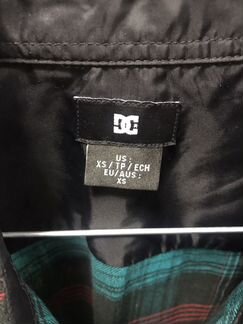 DC
US :
XS / TP / ECH
EU/AUS :
XS